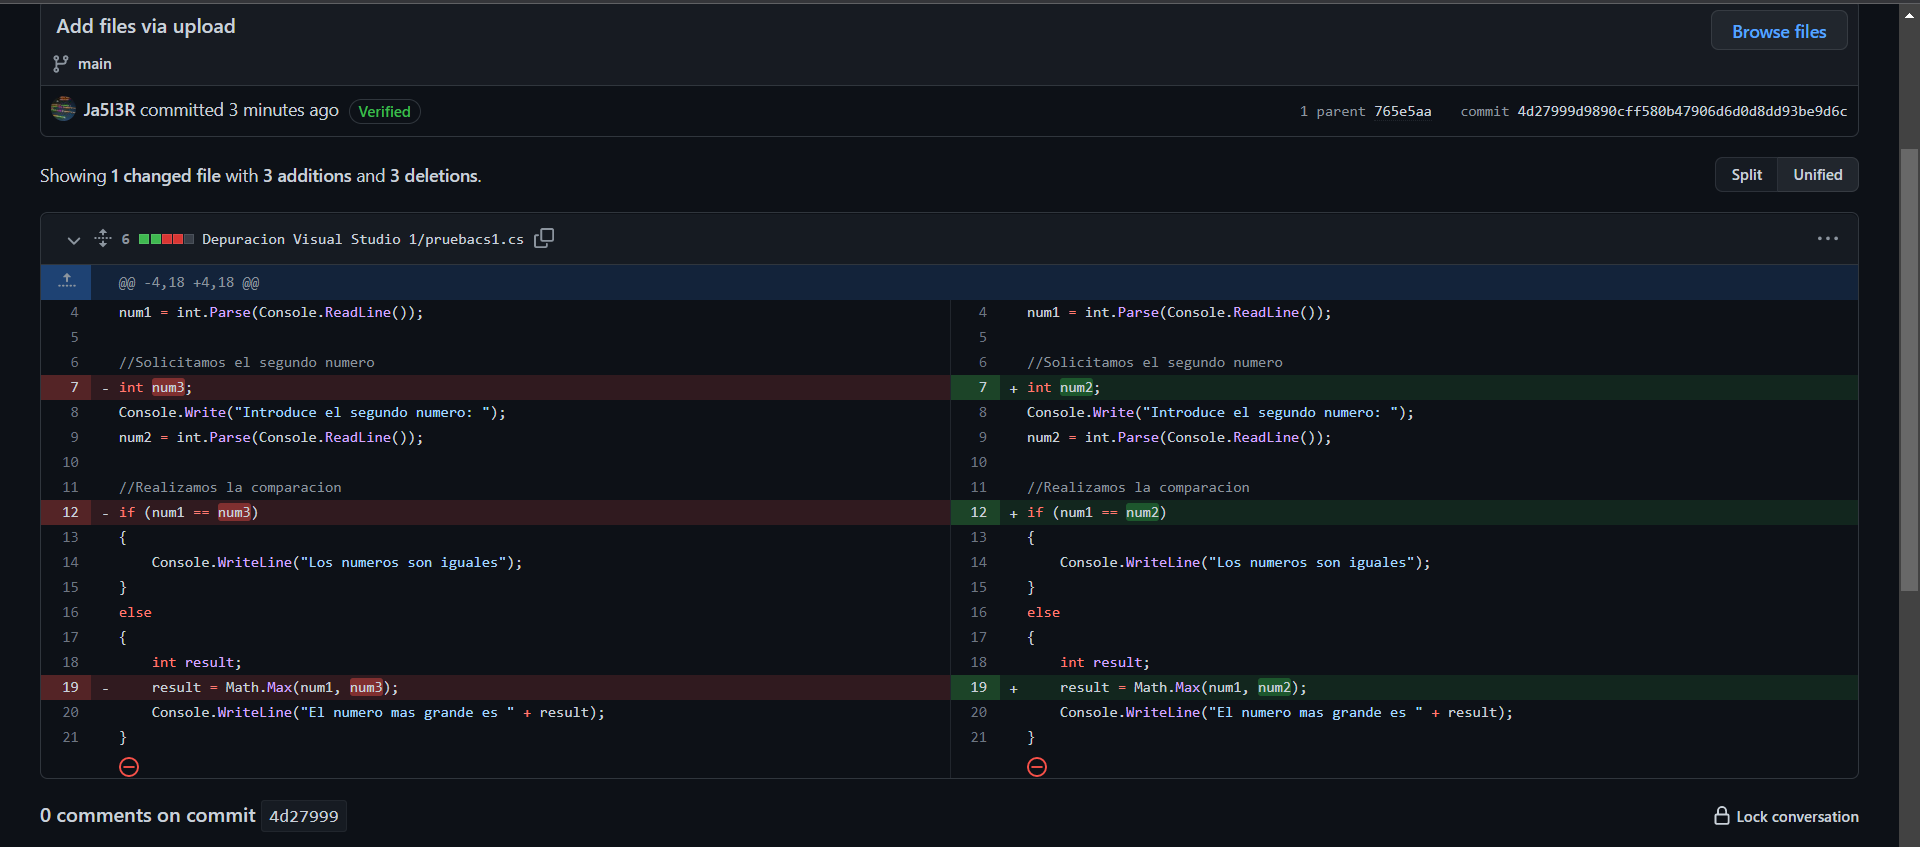 Add files via upload
Browse files
main
Ja5I3R committed 3 minutes ago Verified
1 parent 765e5aa commit 4d27999d9890cff580b47906d6d0d8dd93be9d6c
Showing 1 changed file with 3 additions and 3 deletions.
Split Unified
6 Depuracion Visual Studio 1/pruebacs1.cs
@@ -4,18 +4,18 @@
4 num1 = int.Parse(Console.ReadLine());
5
6 //Solicitamos el segundo numero
7 - int num3;
8 Console.Write("Introduce el segundo numero: ");
9 num2 = int.Parse(Console.ReadLine());
10
11 //Realizamos la comparacion
12 - if (num1 == num3)
13 {
14 Console.WriteLine("Los numeros son iguales");
15 }
16 else
17 {
18 int result;
19 - result = Math.Max(num1, num3);
20 Console.WriteLine("El numero mas grande es " + result);
21 }
4 num1 = int.Parse(Console.ReadLine());
5
6 //Solicitamos el segundo numero
7 + int num2;
8 Console.Write("Introduce el segundo numero: ");
9 num2 = int.Parse(Console.ReadLine());
10
11 //Realizamos la comparacion
12 + if (num1 == num2)
13 {
14 Console.WriteLine("Los numeros son iguales");
15 }
16 else
17 {
18 int result;
19 + result = Math.Max(num1, num2);
20 Console.WriteLine("El numero mas grande es " + result);
21 }
0 comments on commit 4d27999
Lock conversation